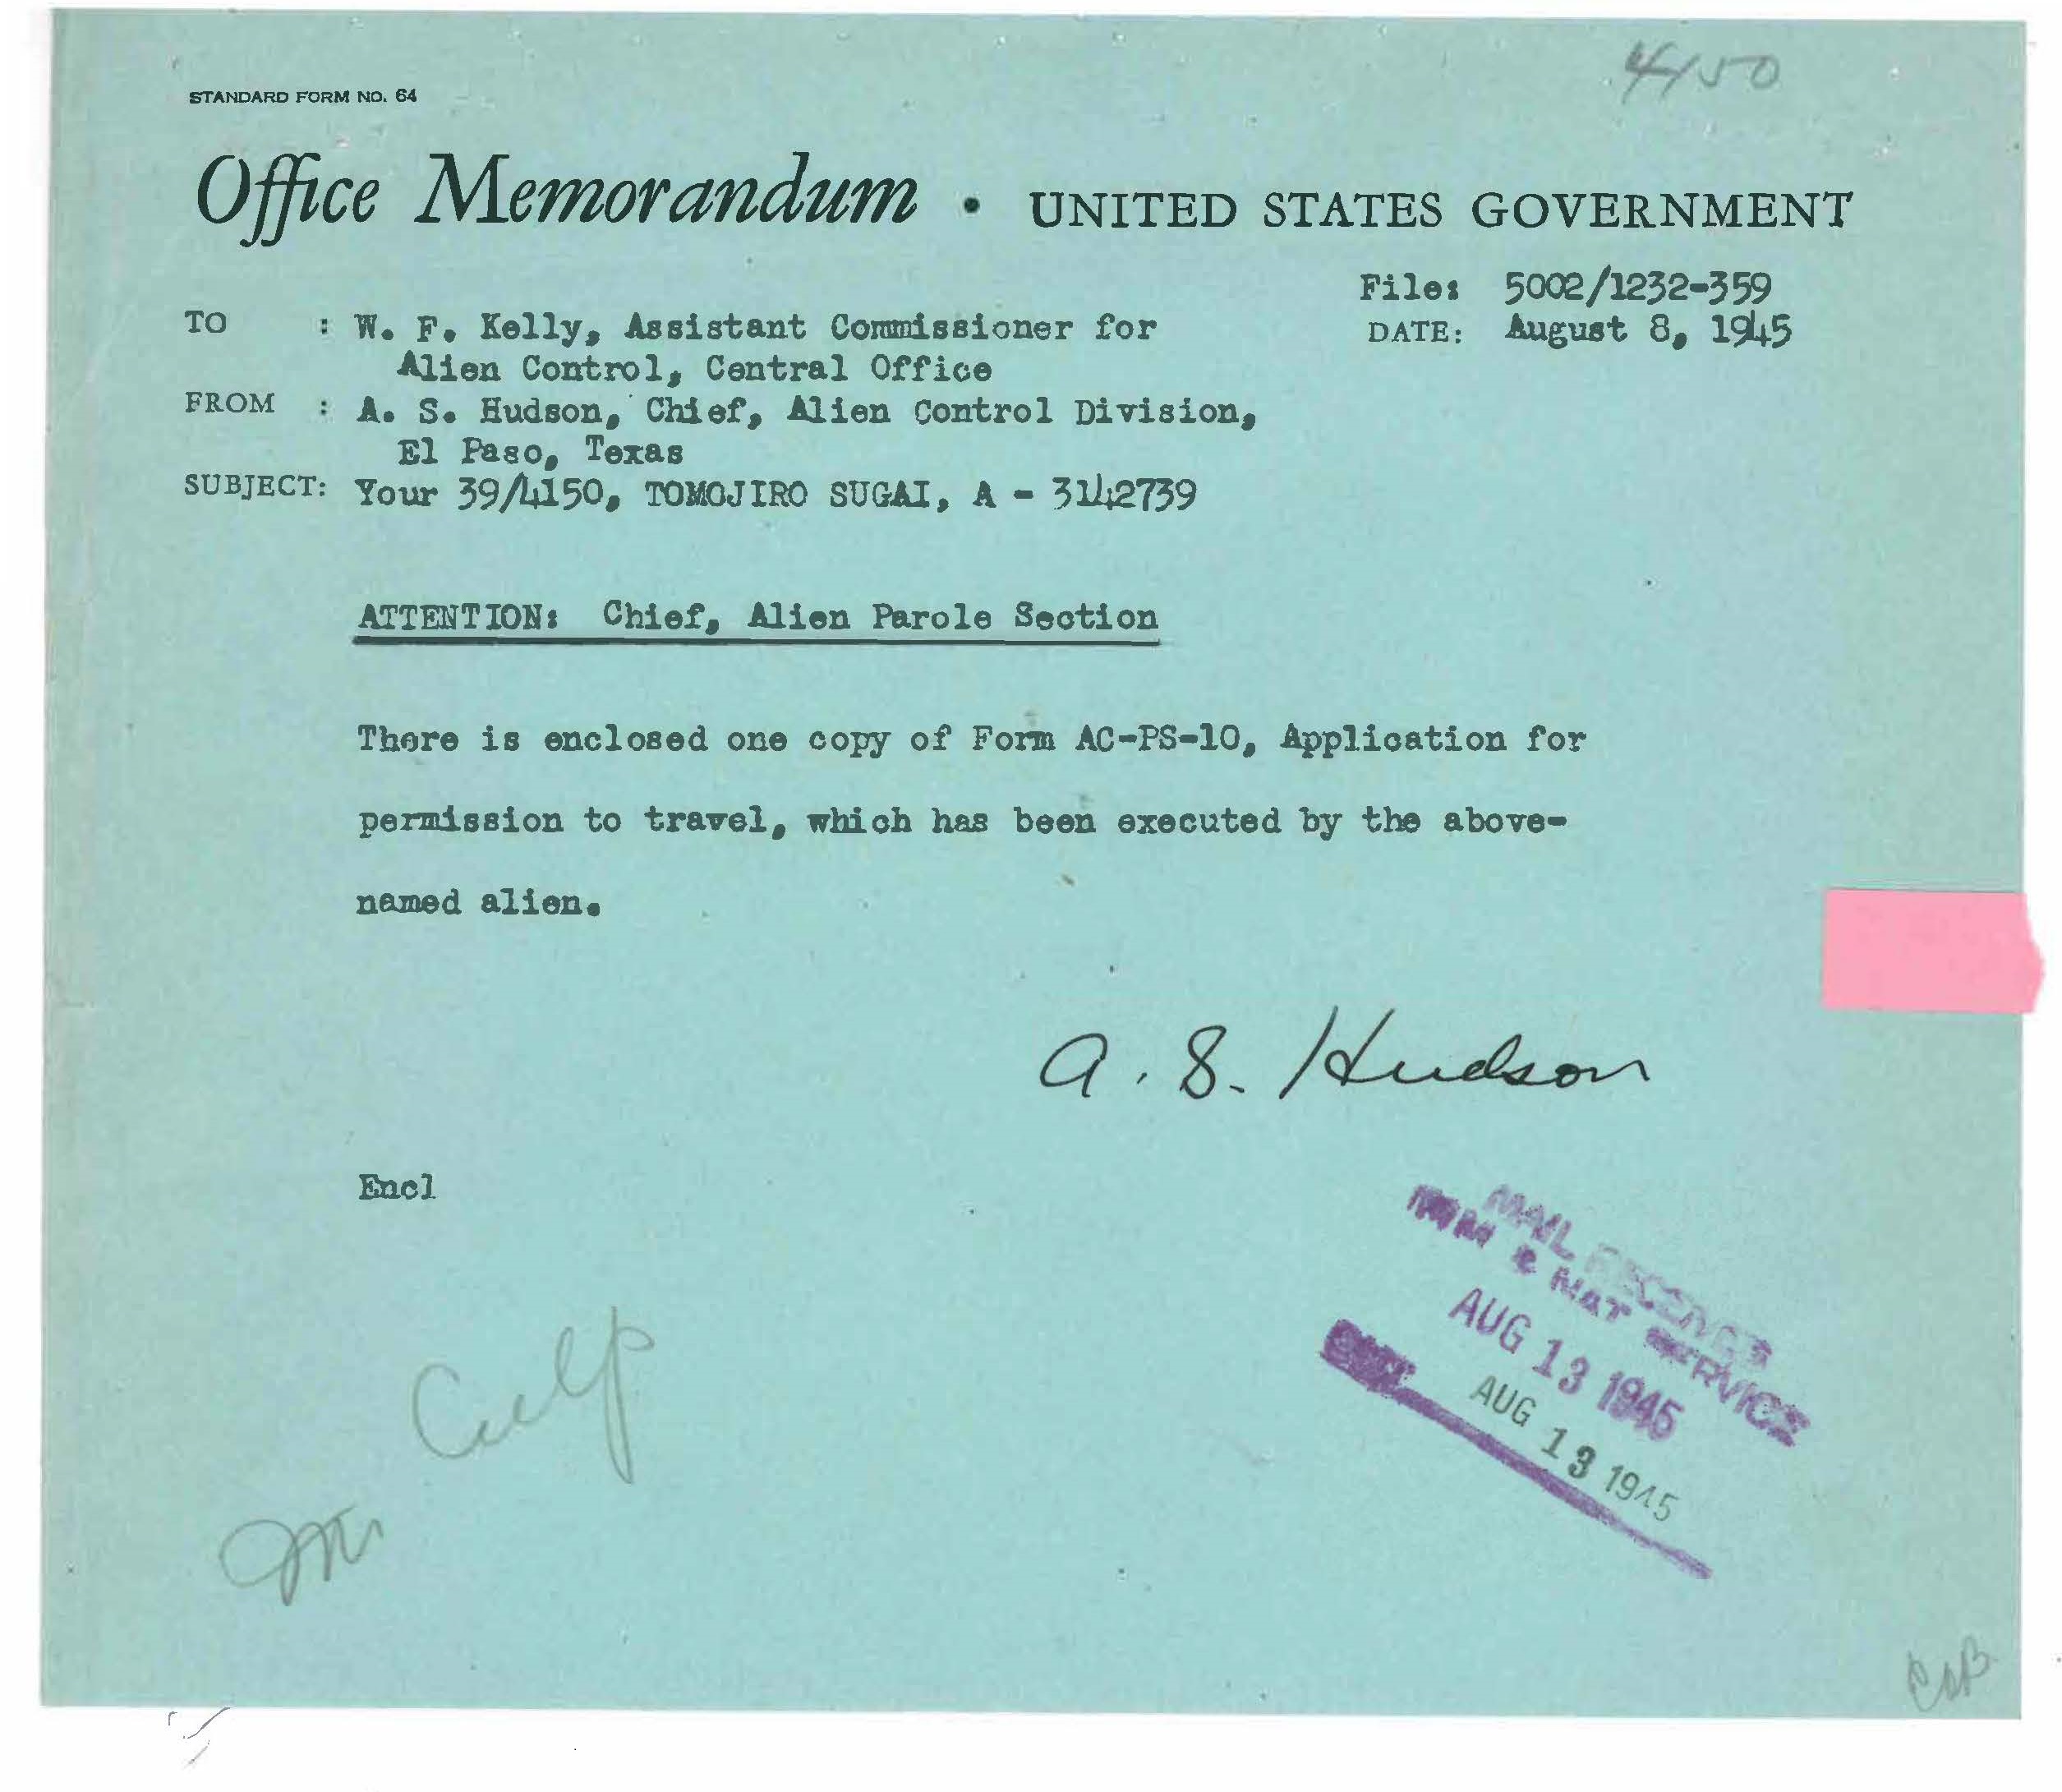 4150
STANDARD FORM NO. 64
Office Memorandum • UNITED STATES GOVERNMENT
File: 5002/1232-359
TO : W. F. Kelly, Assistant Commissioner for
DATE: August 8, 1945
Alien Control, Central Office
FROM : A. S. Hudson, Chief, Alien Control Division,
El Paso, Texas
SUBJECT: Your 39/4150, TOMOJIRO SUGAI, A - 3142739
ATTENTION: Chief, Alien Parole Section
There is enclosed one copy of Form AC-PS-10, Application for
permission to travel, which has been executed by the above-
named alien.
A. S. Hudson
Encl
MAIL
IMM & NAT SERVICE
AUG 13 1945
AUG 13 1945
Culp